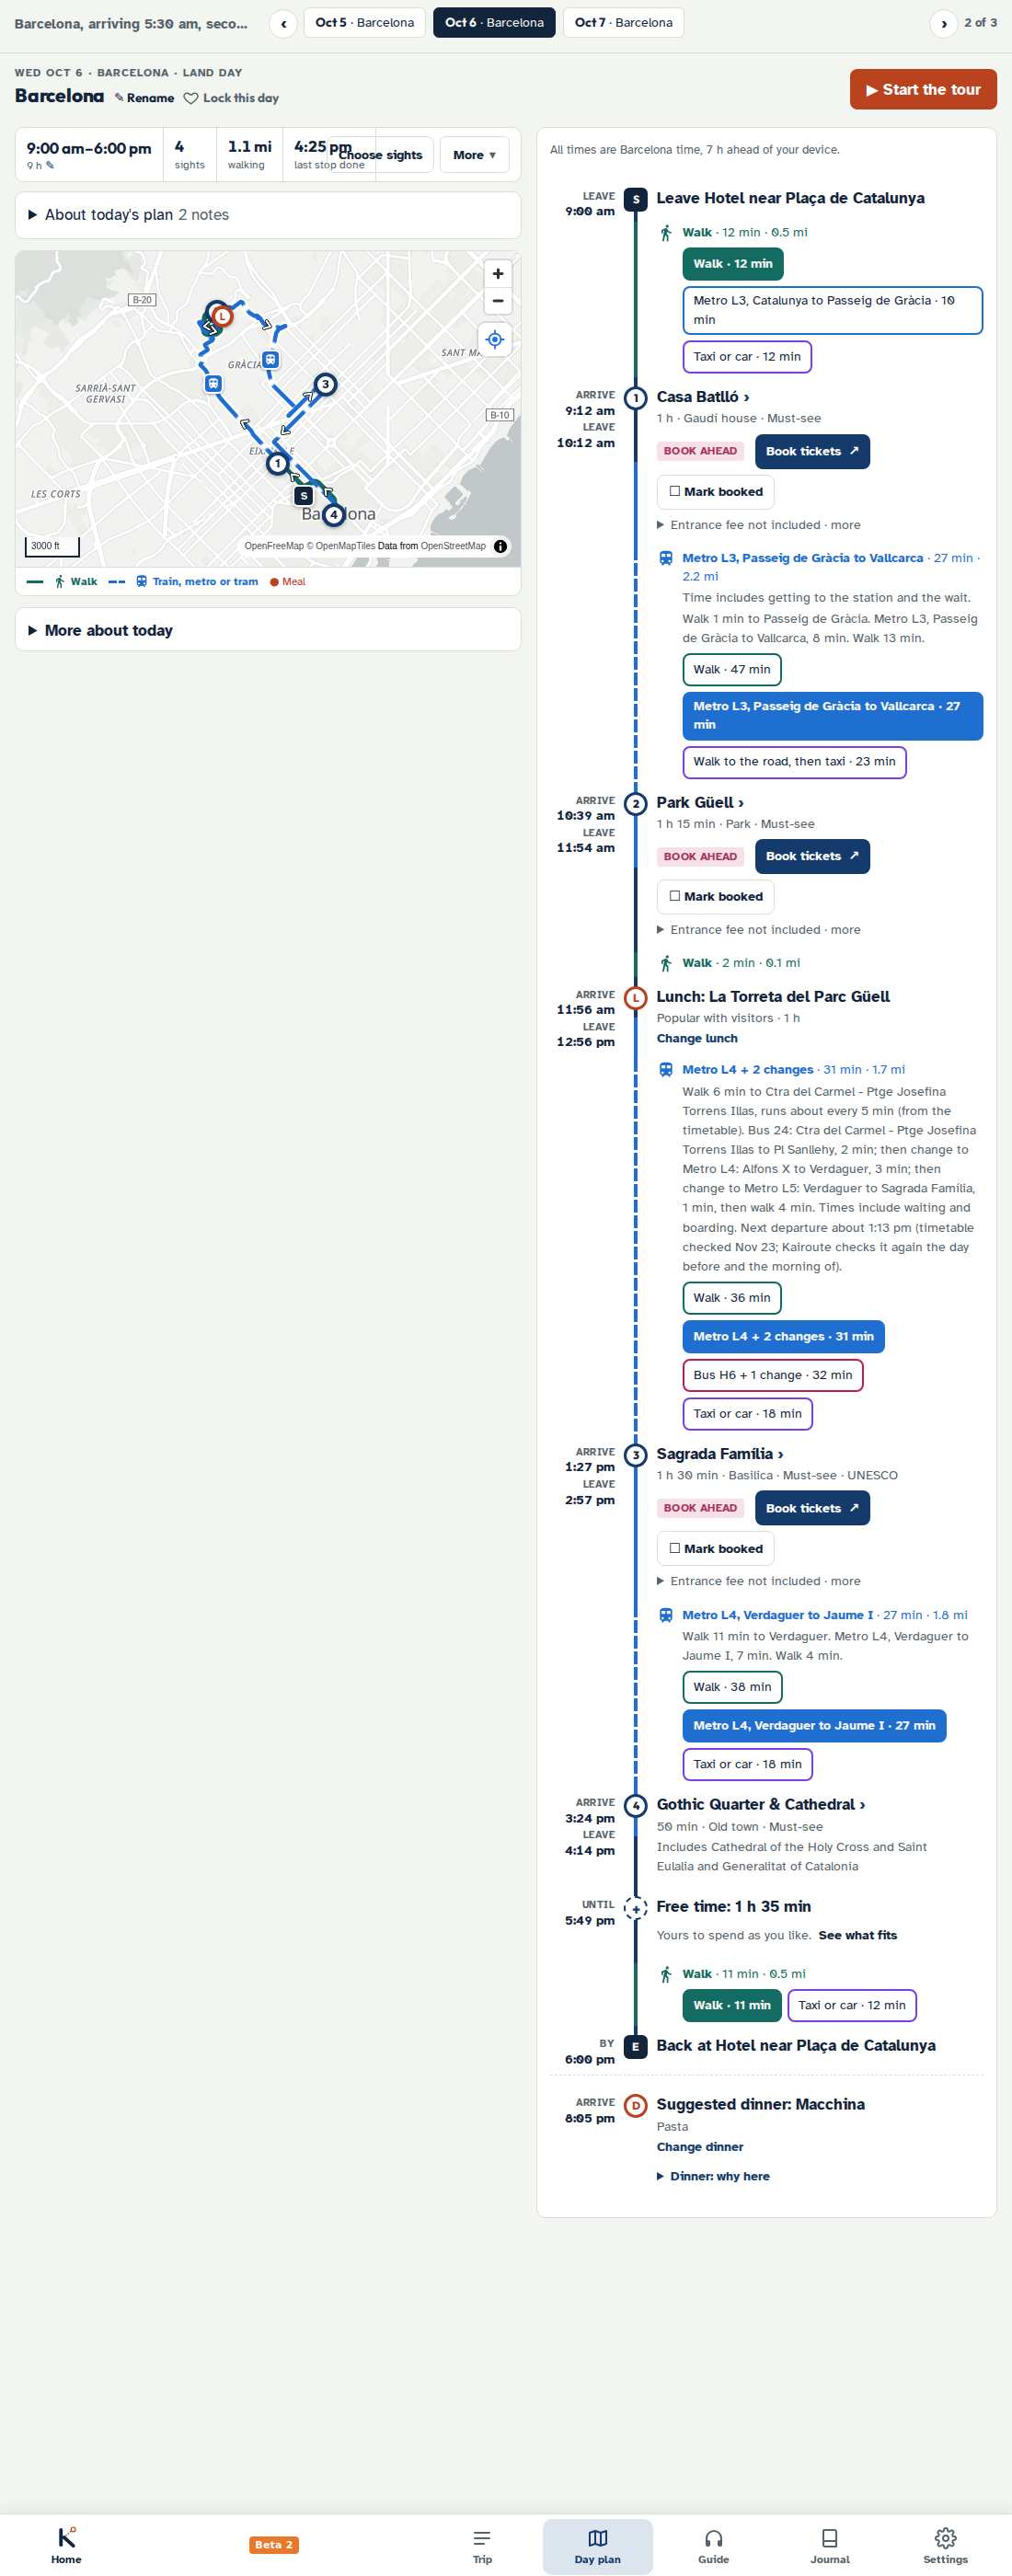 Barcelona, arriving 5:30 am, seco...
‹
Oct 5 · Barcelona
Oct 6 · Barcelona
Oct 7 · Barcelona
›
2 of 3
WED OCT 6 · BARCELONA · LAND DAY
Barcelona
✎ Rename
Lock this day
▶ Start the tour
9:00 am–6:00 pm
9 h ✎
4
sights
1.1 mi
walking
4:25 pm
last stop done
Choose sights
More ▾
▶ About today's plan 2 notes
B-20
GRÀCIA
SANT MA
SARRIÀ-SANT
GERVASI
B-10
L
3
1
S
4
LES CORTS
+
−
3000 ft
OpenFreeMap © OpenMapTiles Data from OpenStreetMap
Walk
Train, metro or tram
Meal
▶ More about today
All times are Barcelona time, 7 h ahead of your device.
LEAVE
9:00 am
S
Leave Hotel near Plaça de Catalunya
Walk · 12 min · 0.5 mi
Walk · 12 min
Metro L3, Catalunya to Passeig de Gràcia · 10
min
Taxi or car · 12 min
ARRIVE
9:12 am
LEAVE
10:12 am
1
Casa Batlló ›
1 h · Gaudí house · Must-see
BOOK AHEAD
Book tickets ↗
☐ Mark booked
▶ Entrance fee not included · more
Metro L3, Passeig de Gràcia to Vallcarca · 27 min ·
2.2 mi
Time includes getting to the station and the wait.
Walk 1 min to Passeig de Gràcia. Metro L3, Passeig
de Gràcia to Vallcarca, 8 min. Walk 13 min.
Walk · 47 min
Metro L3, Passeig de Gràcia to Vallcarca · 27
min
Walk to the road, then taxi · 23 min
ARRIVE
10:39 am
LEAVE
11:54 am
2
Park Güell ›
1 h 15 min · Park · Must-see
BOOK AHEAD
Book tickets ↗
☐ Mark booked
▶ Entrance fee not included · more
Walk · 2 min · 0.1 mi
ARRIVE
11:56 am
LEAVE
12:56 pm
L
Lunch: La Torreta del Parc Güell
Popular with visitors · 1 h
Change lunch
Metro L4 + 2 changes · 31 min · 1.7 mi
Walk 6 min to Ctra del Carmel - Ptge Josefina
Torrens Illas, runs about every 5 min (from the
timetable). Bus 24: Ctra del Carmel - Ptge Josefina
Torrens Illas to Pl Sanllehy, 2 min; then change to
Metro L4: Alfons X to Verdaguer, 3 min; then
change to Metro L5: Verdaguer to Sagrada Família,
1 min, then walk 4 min. Times include waiting and
boarding. Next departure about 1:13 pm (timetable
checked Nov 23; Kairoute checks it again the day
before and the morning of).
Walk · 36 min
Metro L4 + 2 changes · 31 min
Bus H6 + 1 change · 32 min
Taxi or car · 18 min
ARRIVE
1:27 pm
LEAVE
2:57 pm
3
Sagrada Família ›
1 h 30 min · Basilica · Must-see · UNESCO
BOOK AHEAD
Book tickets ↗
☐ Mark booked
▶ Entrance fee not included · more
Metro L4, Verdaguer to Jaume I · 27 min · 1.8 mi
Walk 11 min to Verdaguer. Metro L4, Verdaguer to
Jaume I, 7 min. Walk 4 min.
Walk · 38 min
Metro L4, Verdaguer to Jaume I · 27 min
Taxi or car · 18 min
ARRIVE
3:24 pm
LEAVE
4:14 pm
4
Gothic Quarter & Cathedral ›
50 min · Old town · Must-see
Includes Cathedral of the Holy Cross and Saint
Eulalia and Generalitat of Catalonia
UNTIL
5:49 pm
+
Free time: 1 h 35 min
Yours to spend as you like. See what fits
Walk · 11 min · 0.5 mi
Walk · 11 min
Taxi or car · 12 min
BY
6:00 pm
E
Back at Hotel near Plaça de Catalunya
ARRIVE
8:05 pm
D
Suggested dinner: Macchina
Pasta
Change dinner
▶ Dinner: why here
Home
Beta 2
Trip
Day plan
Guide
Journal
Settings